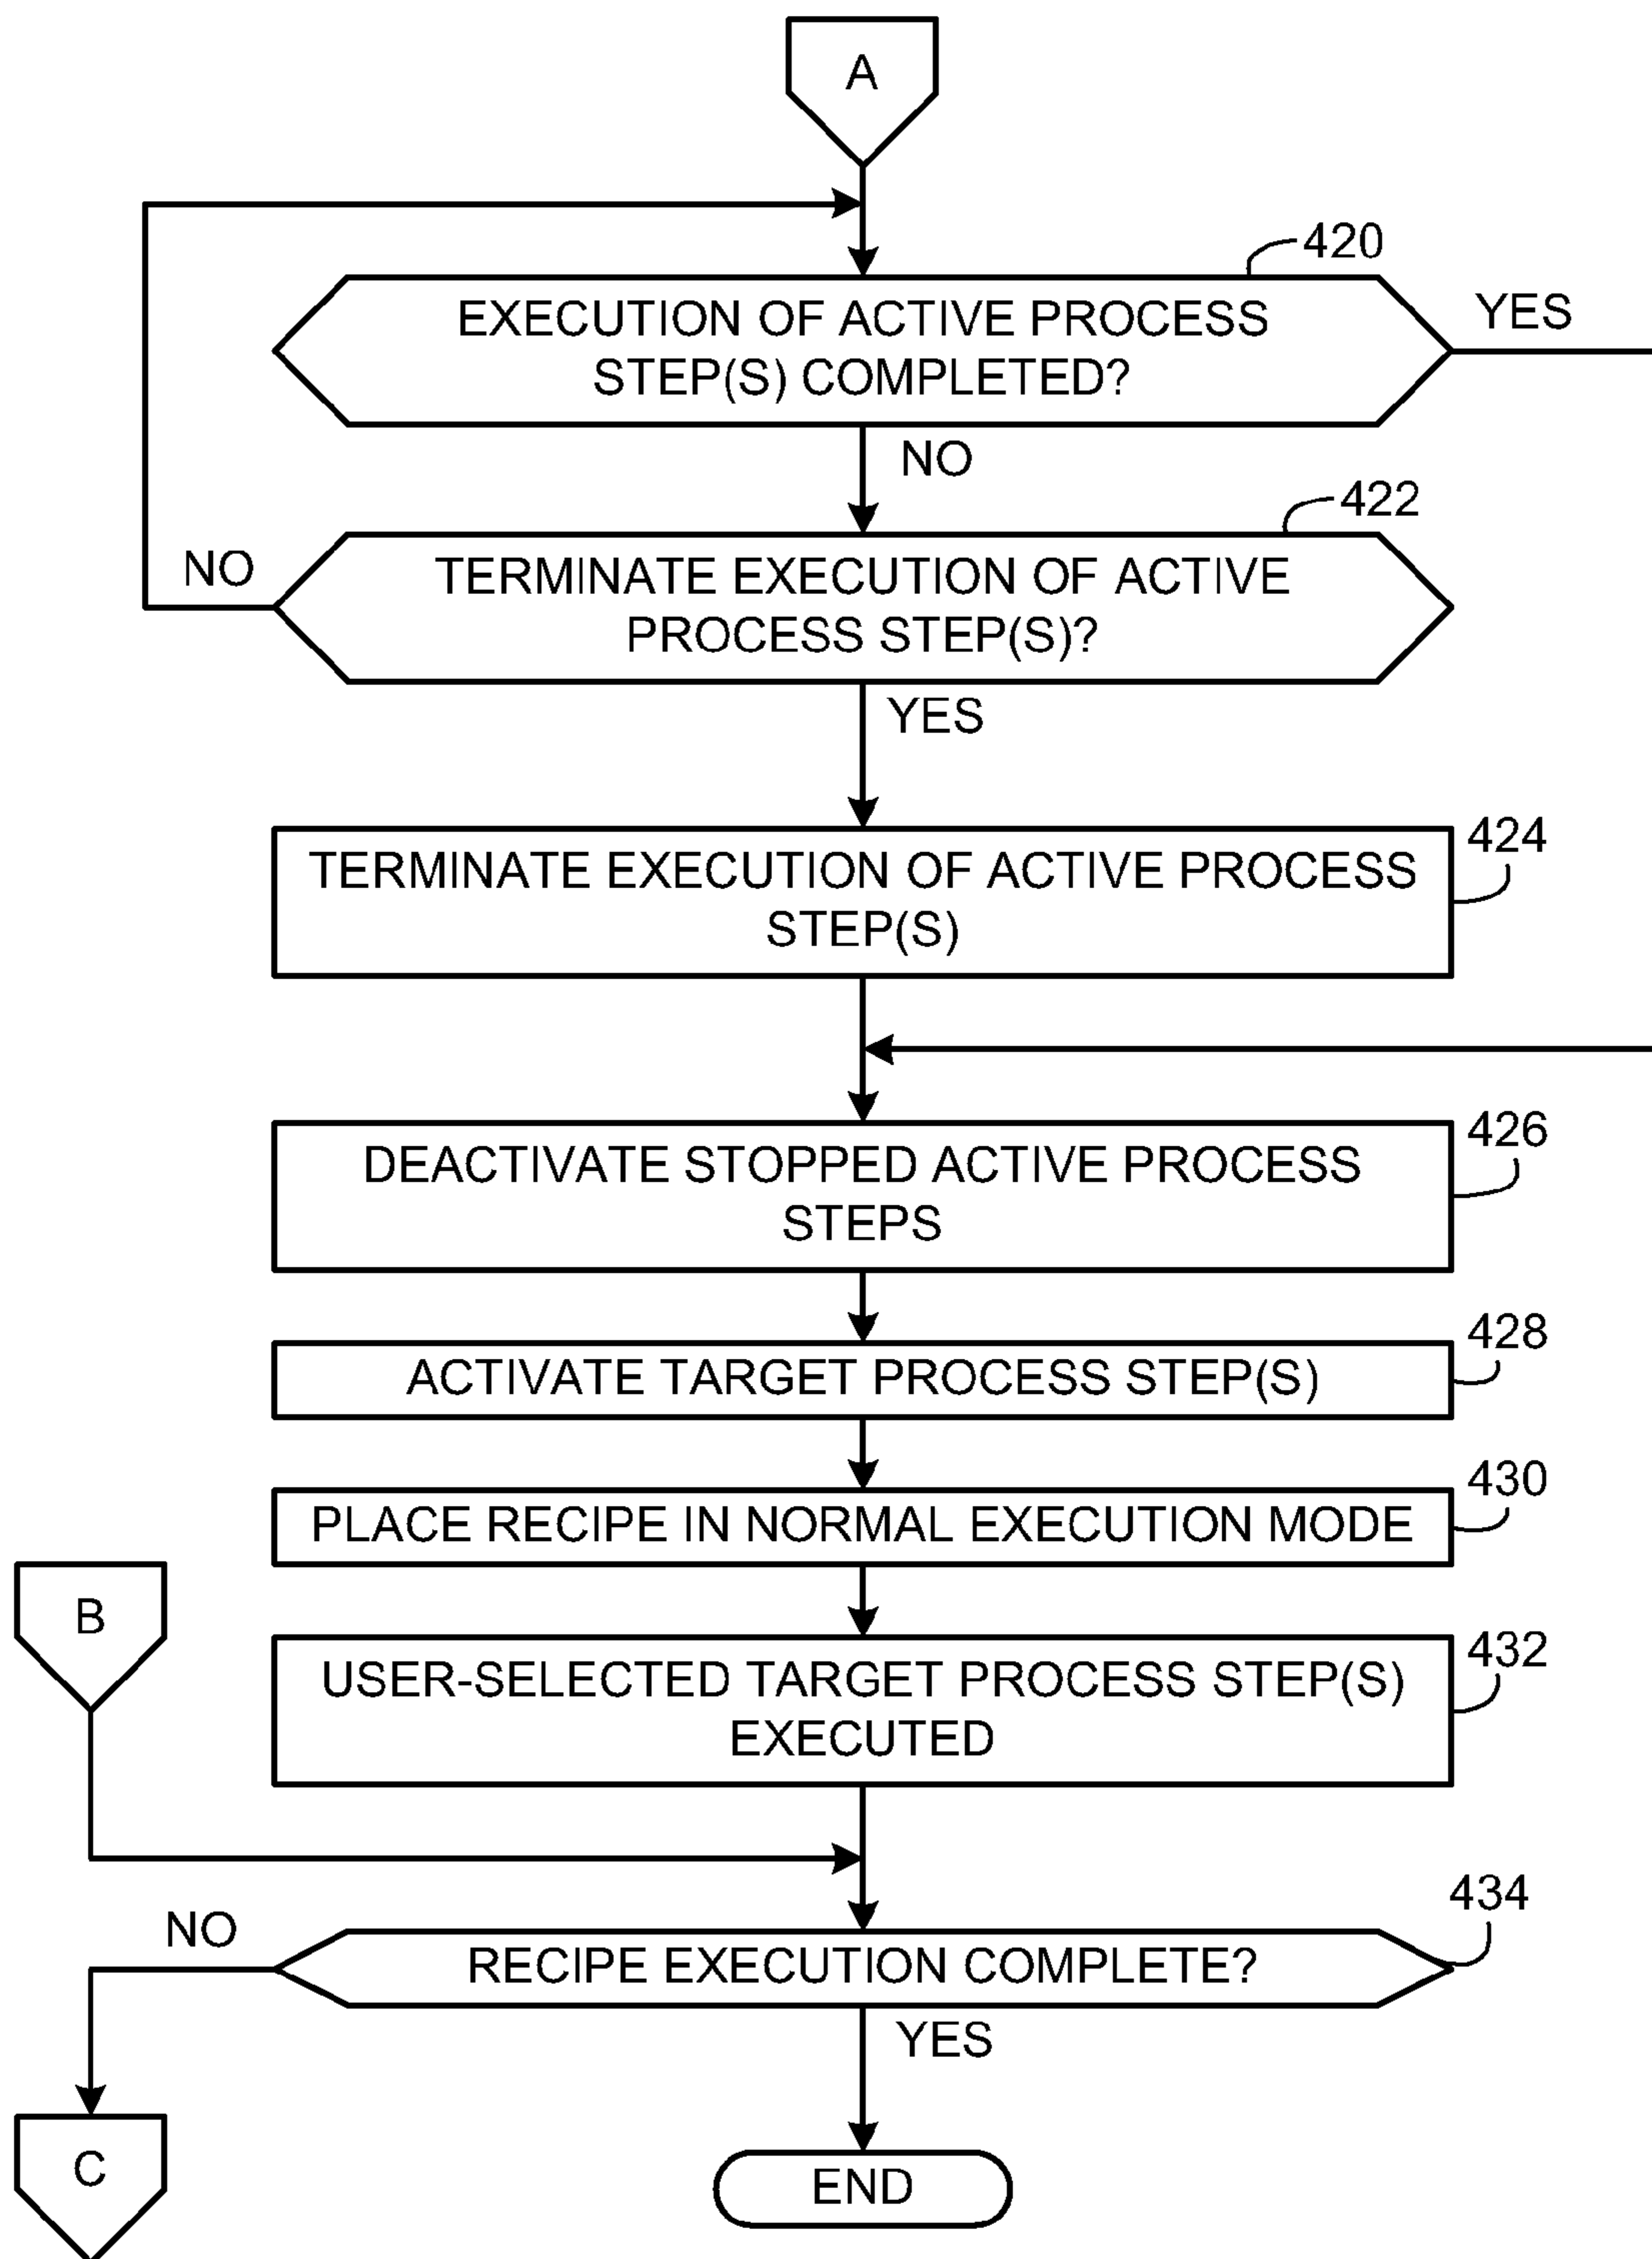 A
420
EXECUTION OF ACTIVE PROCESS
STEP(S) COMPLETED?
YES
NO
422
TERMINATE EXECUTION OF ACTIVE
PROCESS STEP(S)?
NO
YES
424
TERMINATE EXECUTION OF ACTIVE PROCESS
STEP(S)
426
DEACTIVATE STOPPED ACTIVE PROCESS
STEPS
428
ACTIVATE TARGET PROCESS STEP(S)
430
PLACE RECIPE IN NORMAL EXECUTION MODE
B
432
USER-SELECTED TARGET PROCESS STEP(S)
EXECUTED
434
NO
RECIPE EXECUTION COMPLETE?
YES
C
END